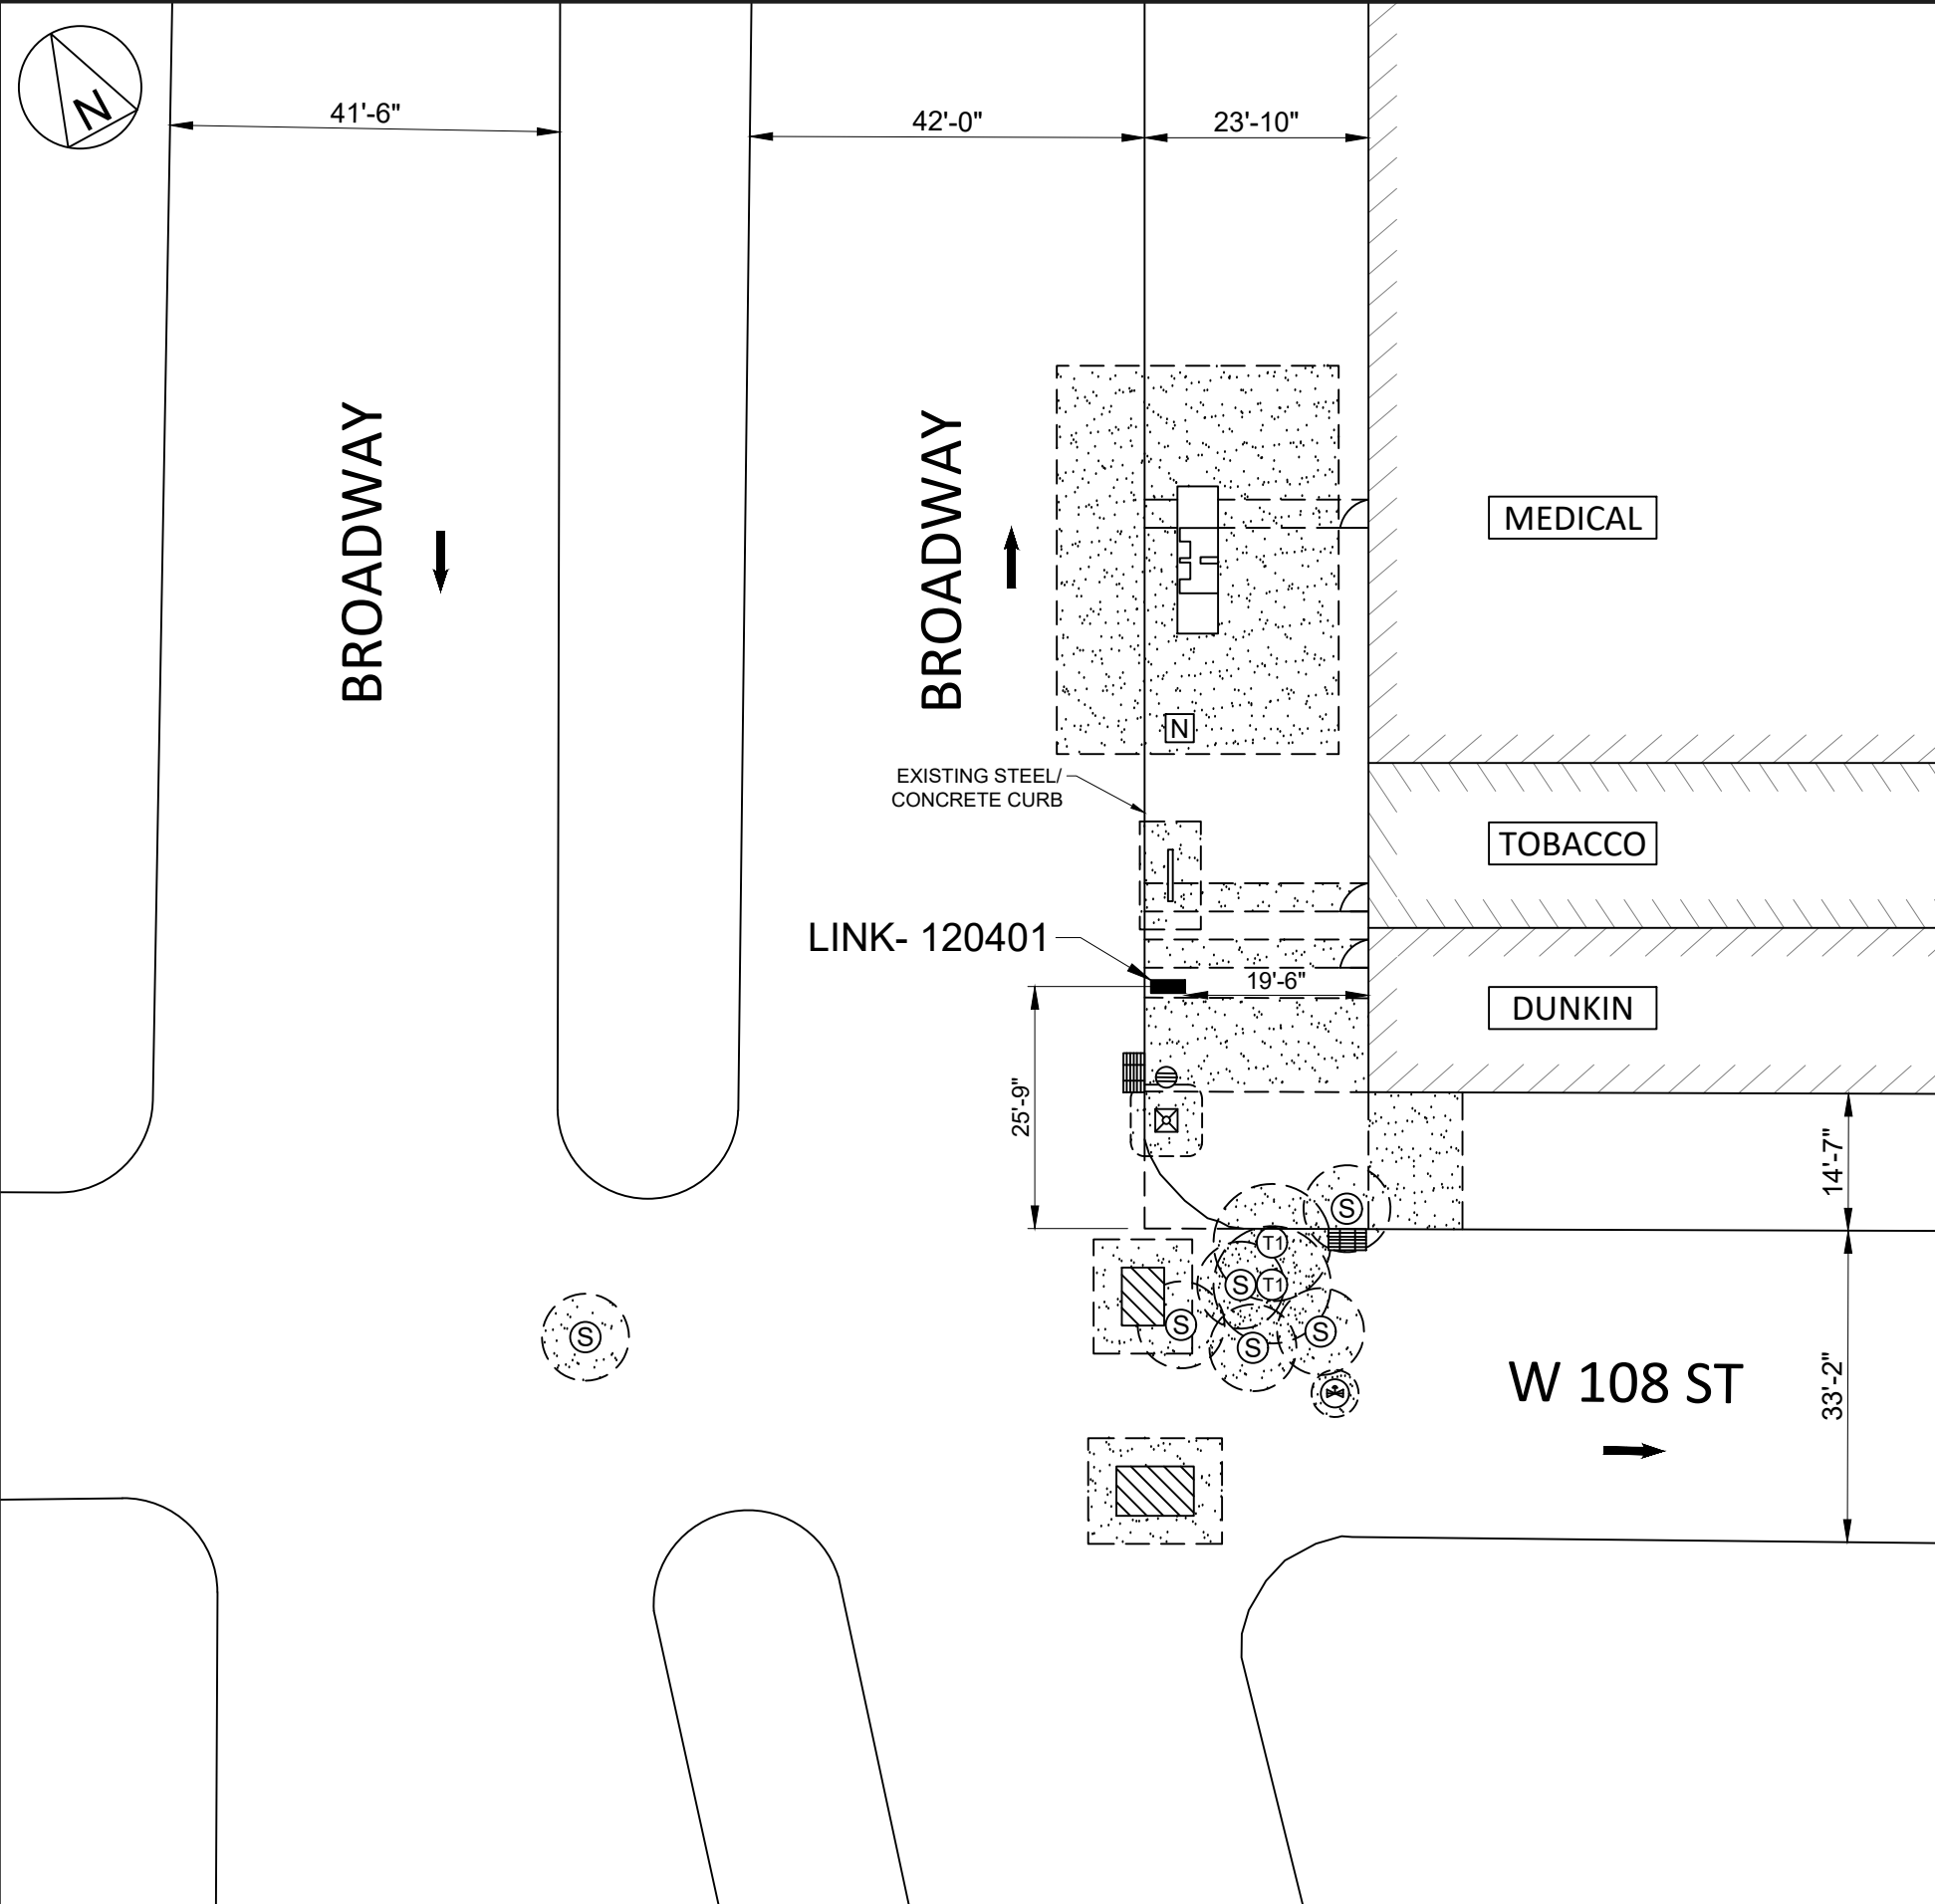 N
41'-6"
42'-0"
23'-10"
BROADWAY
BROADWAY
MEDICAL
N
EXISTING STEEL/
CONCRETE CURB
TOBACCO
LINK- 120401
19'-6"
DUNKIN
25'-9"
14'-7"
S
T1
S
T1
S
S
S
S
W 108 ST
33'-2"